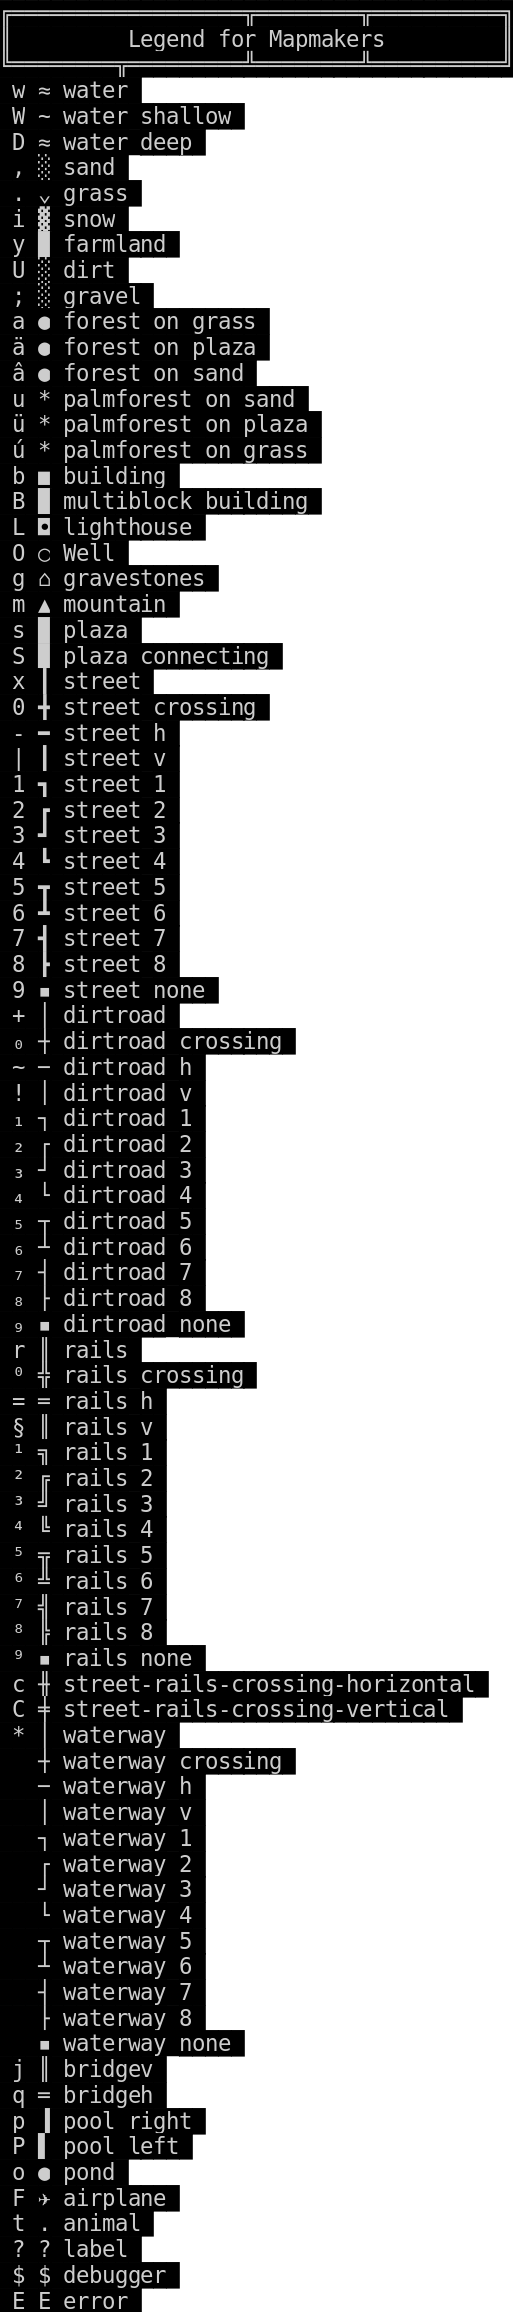 Legend for Mapmakers
w ≈ water
W ~ water shallow
D ≈ water deep
, ░ sand
. ⌄ grass
i ▓ snow
y █ farmland
U ░ dirt
; ░ gravel
a ● forest on grass
ä ● forest on plaza
â ● forest on sand
u * palmforest on sand
ü * palmforest on plaza
ú * palmforest on grass
b ■ building
B █ multiblock building
L ◘ lighthouse
O ○ Well
g ⌂ gravestones
m ▲ mountain
s █ plaza
S █ plaza connecting
x ┃ street
0 ╋ street crossing
- ━ street h
| ┃ street v
1 ┓ street 1
2 ┏ street 2
3 ┛ street 3
4 ┗ street 4
5 ┳ street 5
6 ┻ street 6
7 ┫ street 7
8 ┣ street 8
9 ▪ street none
+ │ dirtroad
₀ ┼ dirtroad crossing
~ ─ dirtroad h
! │ dirtroad v
₁ ┐ dirtroad 1
₂ ┌ dirtroad 2
₃ ┘ dirtroad 3
₄ └ dirtroad 4
₅ ┬ dirtroad 5
₆ ┴ dirtroad 6
₇ ┤ dirtroad 7
₈ ├ dirtroad 8
₉ ▪ dirtroad none
r ║ rails
⁰ ╬ rails crossing
= ═ rails h
§ ║ rails v
¹ ╗ rails 1
² ╔ rails 2
³ ╝ rails 3
⁴ ╚ rails 4
⁵ ╦ rails 5
⁶ ╩ rails 6
⁷ ╣ rails 7
⁸ ╠ rails 8
⁹ ▪ rails none
c ╫ street-rails-crossing-horizontal
C ╪ street-rails-crossing-vertical
* │ waterway
┼ waterway crossing
─ waterway h
│ waterway v
┐ waterway 1
┌ waterway 2
┘ waterway 3
└ waterway 4
┬ waterway 5
┴ waterway 6
┤ waterway 7
├ waterway 8
▪ waterway none
j ║ bridgev
q ═ bridgeh
p ▐ pool right
P ▌ pool left
o ● pond
F ✈ airplane
t . animal
? ? label
$ $ debugger
E E error